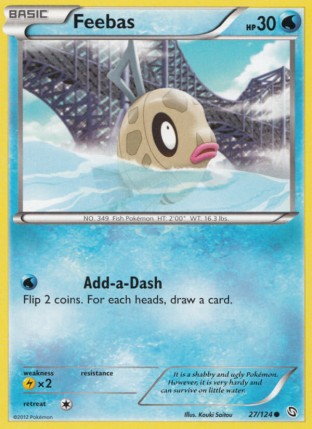 BASIC
Feebas HP 30
NO. 349 Fish Pokémon. HT. 2'00" WT. 16.3 lbs.
Add-a-Dash
Flip 2 coins. For each heads, draw a card.
weakness resistance
×2
retreat
It is a shabby and ugly Pokémon.
However, it is very hardy and
can survive on little water.
©2012 Pokémon
Illus. Kouki Saitou 27/124